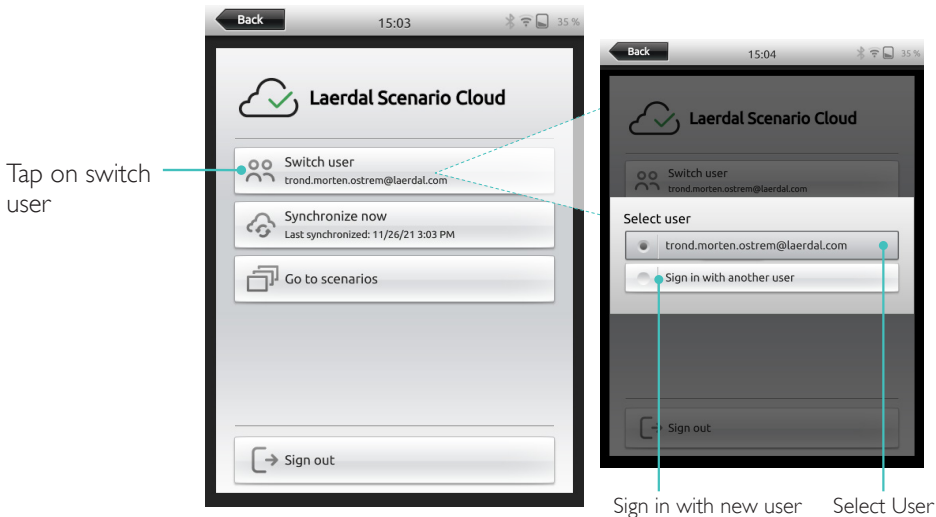 Back
15:03
35 %
Laerdal Scenario Cloud
Switch user
trond.morten.ostrem@laerdal.com
Synchronize now
Last synchronized: 11/26/21 3:03 PM
Go to scenarios
Sign out
Tap on switch
user
Back
15:04
35 %
Laerdal Scenario Cloud
Switch user
trond.morten.ostrem@laerdal.com
Select user
trond.morten.ostrem@laerdal.com
Sign in with another user
Sign out
Sign in with new user
Select User